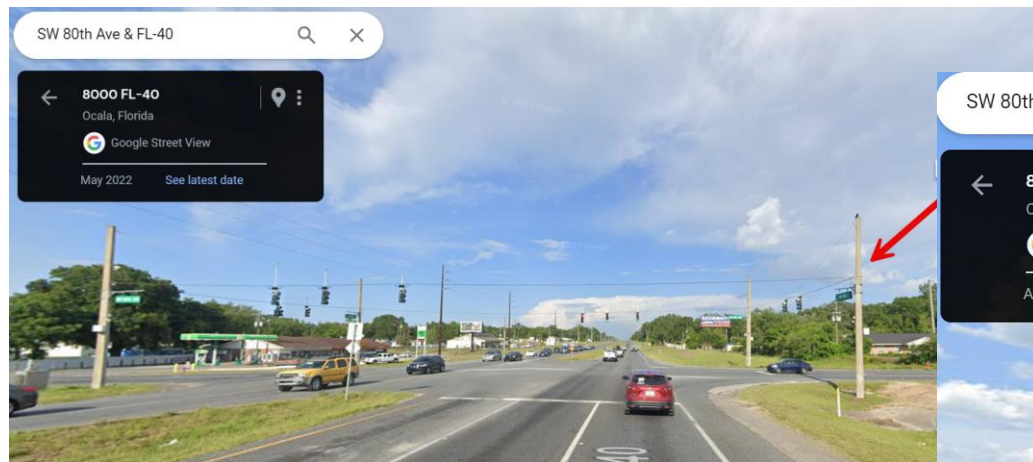 SW 80th Ave & FL-40
8000 FL-40
Ocala, Florida
Google Street View
May 2022 See latest date
40
SW 80th
8
A